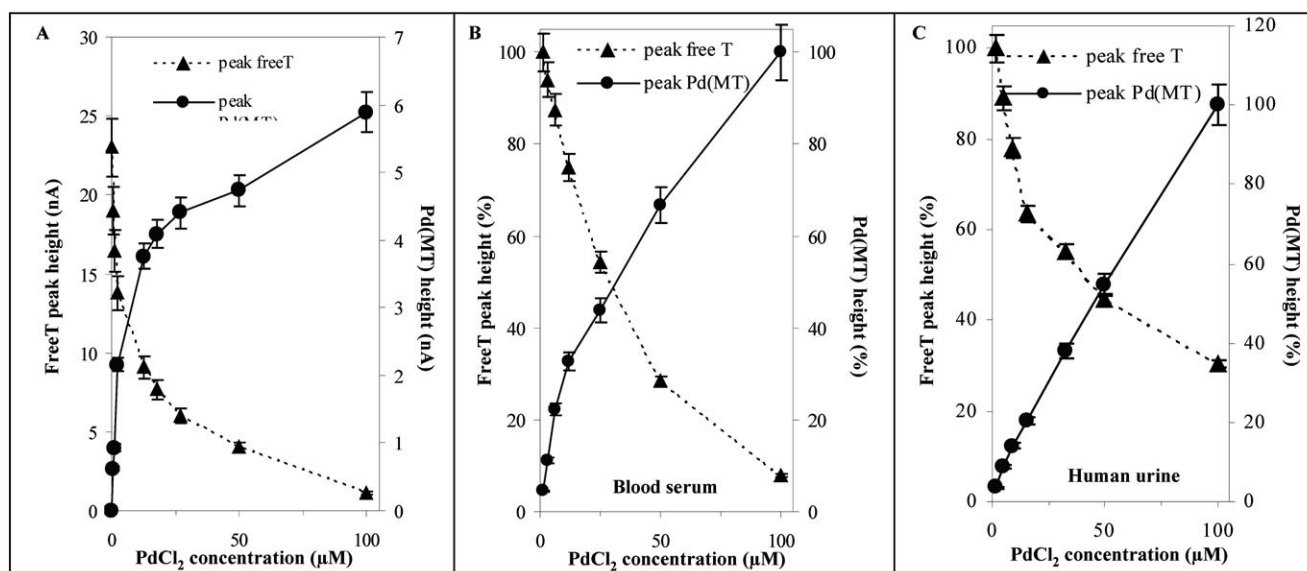 A
30
25
20
15
10
5
0
FreeT peak height (nA)
peak freeT
peak
7
6
5
4
3
2
1
0
Pd(MT) height (nA)
0
50
100
PdCl₂ concentration (µM)
B
100
80
60
40
20
0
FreeT peak height (%)
peak free T
peak Pd(MT)
100
80
60
40
20
0
Pd(MT) height (%)
Blood serum
0
50
100
PdCl₂ concentration (µM)
C
100
80
60
40
20
0
FreeT peak height (%)
peak free T
peak Pd(MT)
120
100
80
60
40
20
0
Pd(MT) height (%)
Human urine
0
50
100
PdCl₂ concentration (µM)